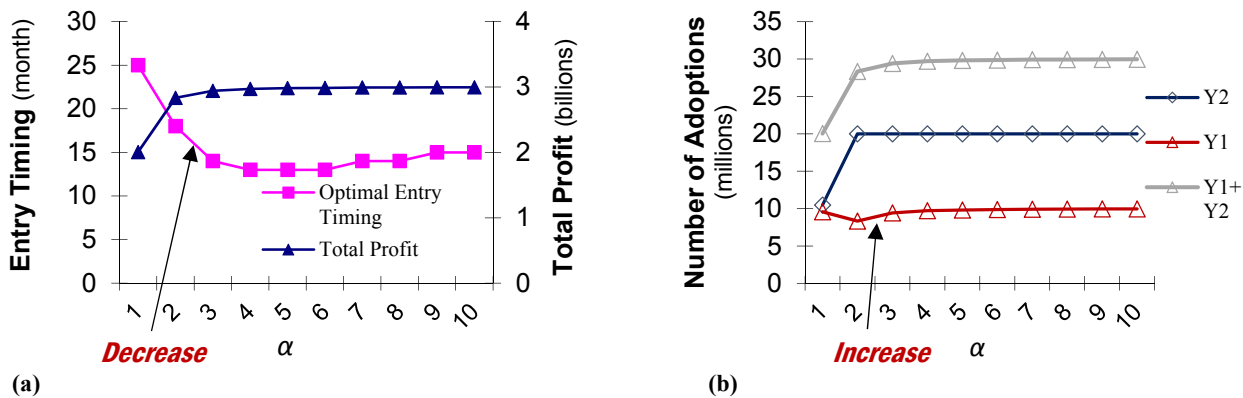 30
25
20
15
10
5
0
Entry Timing (month)
4
3
2
1
0
Total Profit (billions)
Optimal Entry
Timing
Total Profit
1 2 3 4 5 6 7 8 9 10
α
Decrease
(a)
35
30
25
20
15
10
5
0
Number of Adoptions
(millions)
Y2
Y1
Y1+
Y2
1 2 3 4 5 6 7 8 9 10
α
Increase
(b)